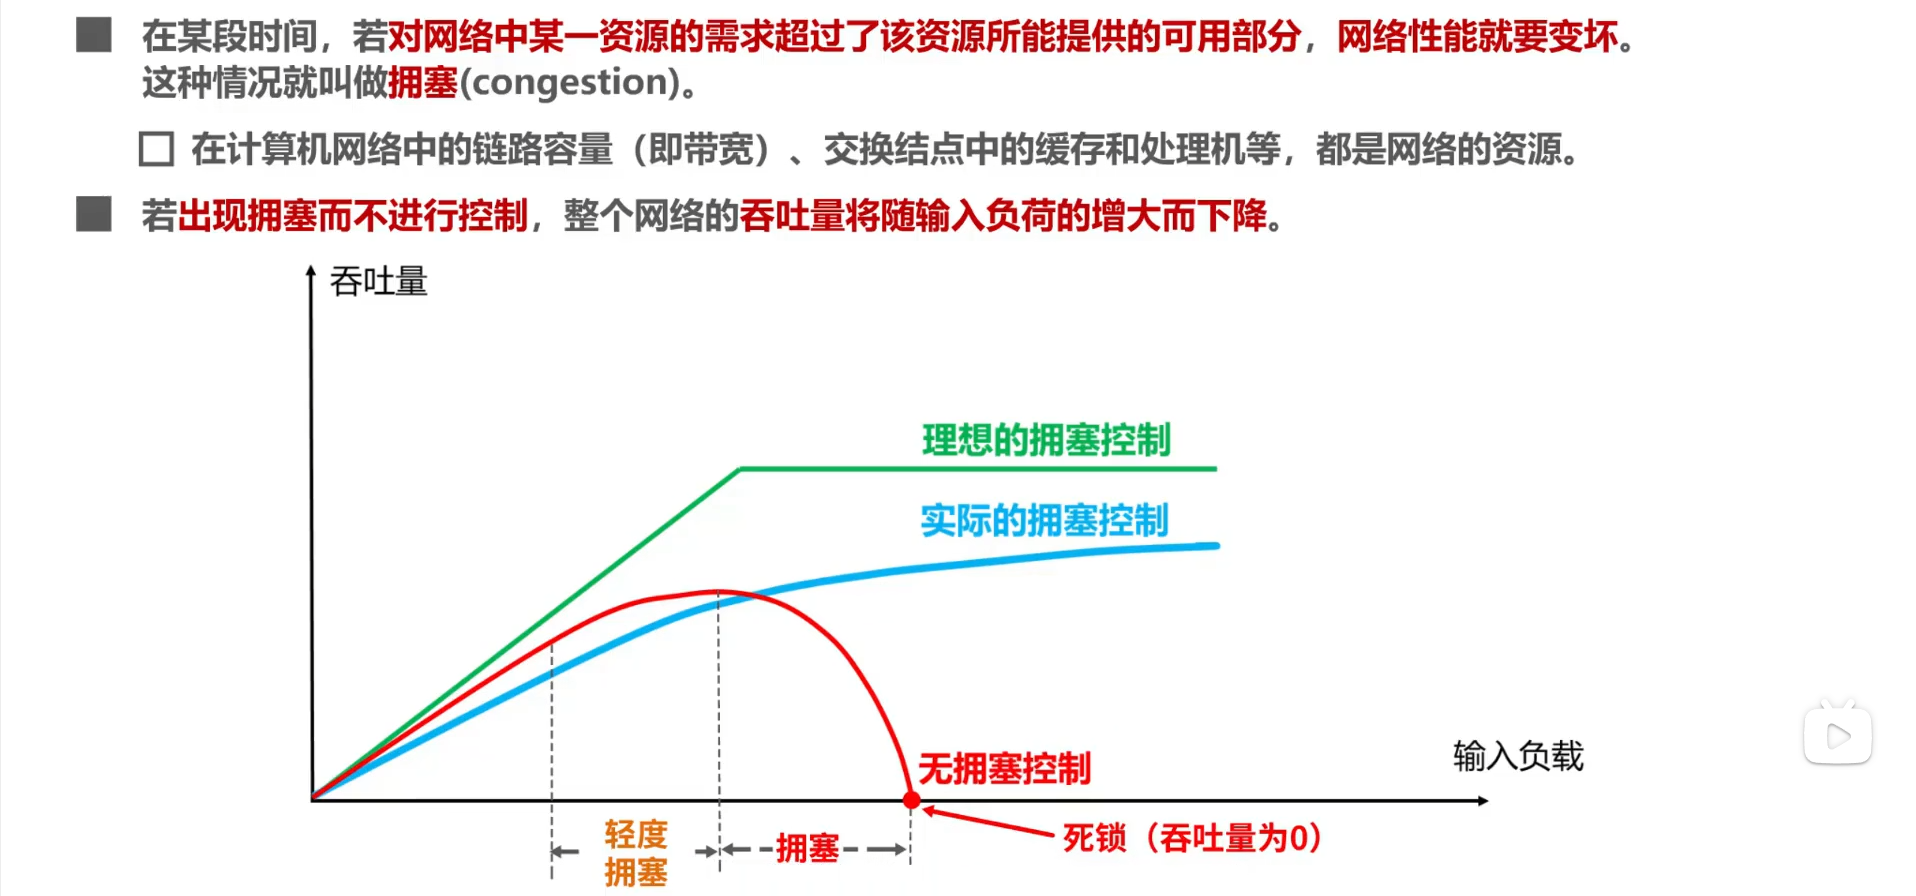 在某段时间，若对网络中某一资源的需求超过了该资源所能提供的可用部分，网络性能就要变坏。
这种情况就叫做拥塞(congestion)。
在计算机网络中的链路容量（即带宽）、交换结点中的缓存和处理机等，都是网络的资源。
若出现拥塞而不进行控制，整个网络的吞吐量将随输入负荷的增大而下降。
吞吐量
理想的拥塞控制
实际的拥塞控制
无拥塞控制
输入负载
死锁（吞吐量为0）
轻度
拥塞
拥塞